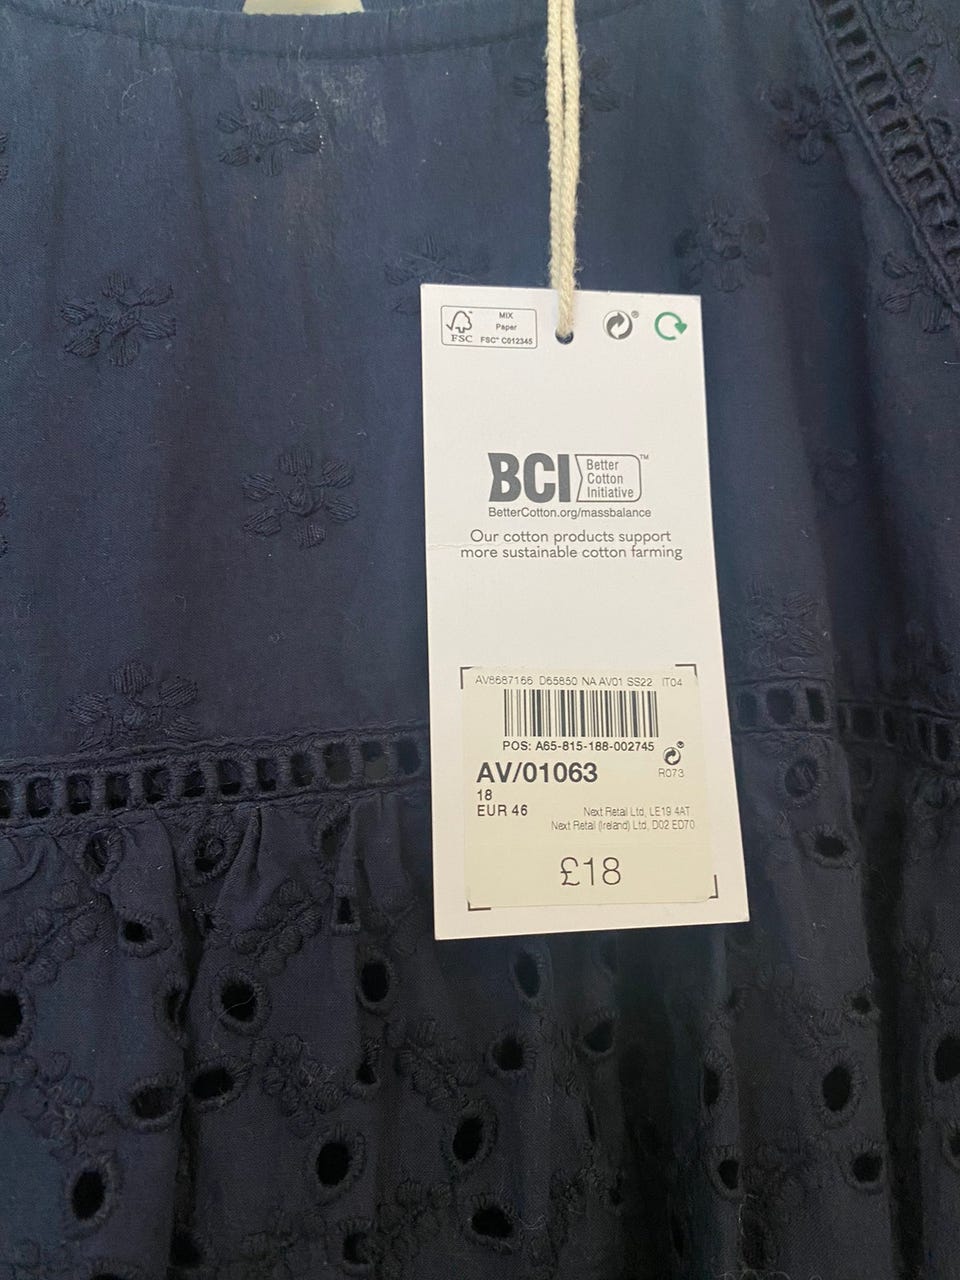 FSC
MIX
Paper
FSC® C012345
®
BCI Better Cotton Initiative™
BetterCotton.org/massbalance
Our cotton products support
more sustainable cotton farming
AV8687166 D65850 NA AV01 SS22 IT04
POS: A65-815-188-002745
AV/01063
®
R073
18
EUR 46
Next Retail Ltd, LE19 4AT
Next Retail (Ireland) Ltd, D02 ED70
£18